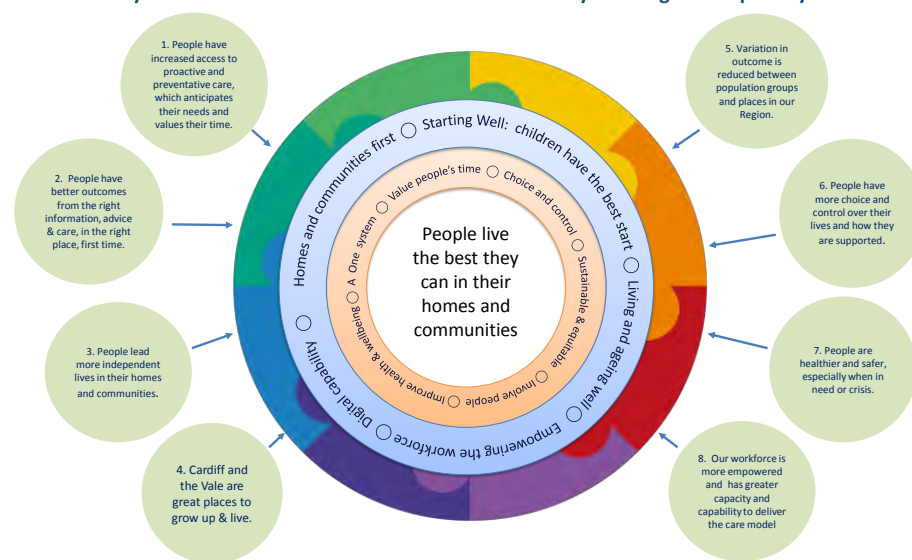 1. People have
increased access to
proactive and
preventative care,
which anticipates
their needs and
values their time.
2. People have
better outcomes
from the right
information, advice
& care, in the right
place, first time.
3. People lead
more independent
lives in their homes
and communities.
4. Cardiff and
the Vale are
great places to
grow up & live.
Homes and communities first
Starting Well: children have the best start
Living and ageing well
Empowering the workforce
Digital capability
A One system
Value people's time
Choice and control
Sustainable & equitable
Involve people
Improve health & wellbeing
People live
the best they
can in their
homes and
communities
5. Variation in
outcome is
reduced between
population groups
and places in our
Region.
6. People have
more choice and
control over their
lives and how they
are supported.
7. People are
healthier and safer,
especially when in
need or crisis.
8. Our workforce is
more empowered
and has greater
capacity and
capability to deliver
the care model